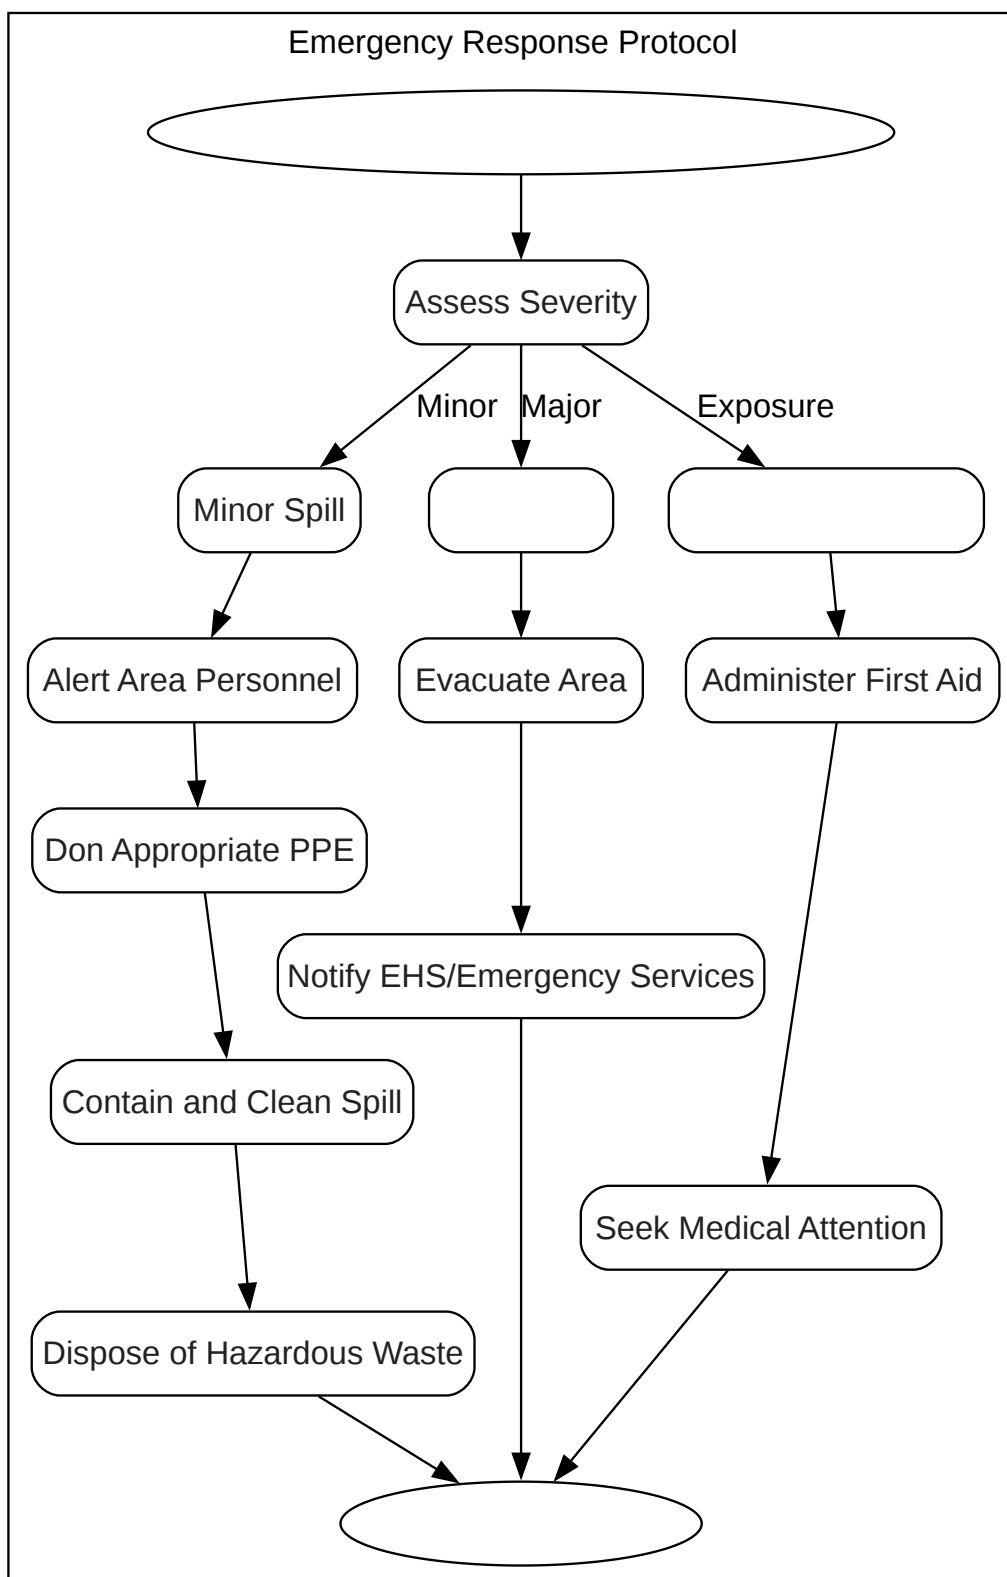 Emergency Response Protocol
Assess Severity
Minor
Major
Exposure
Minor Spill
Alert Area Personnel
Evacuate Area
Administer First Aid
Don Appropriate PPE
Notify EHS/Emergency Services
Contain and Clean Spill
Seek Medical Attention
Dispose of Hazardous Waste